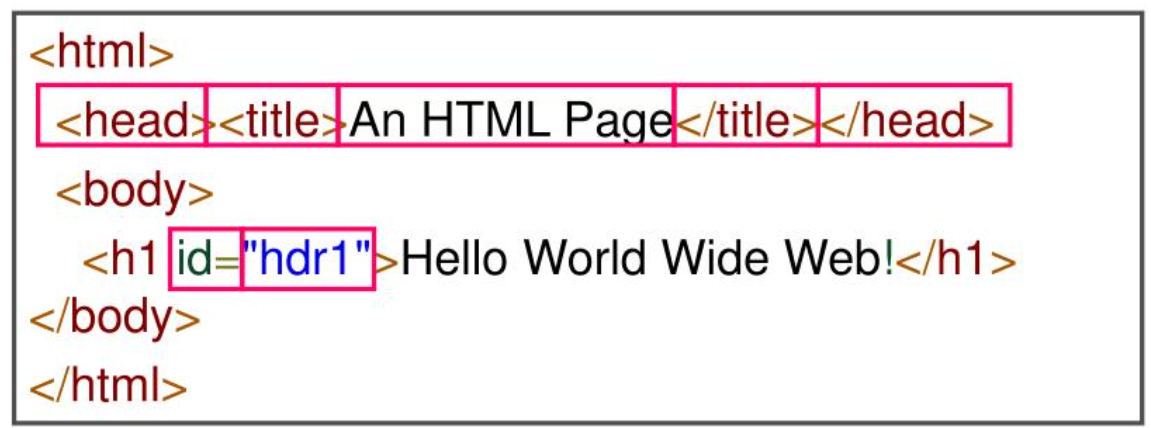 <html>
<head><title>An HTML Page</title></head>
<body>
<h1 id="hdr1">Hello World Wide Web!</h1>
</body>
</html>